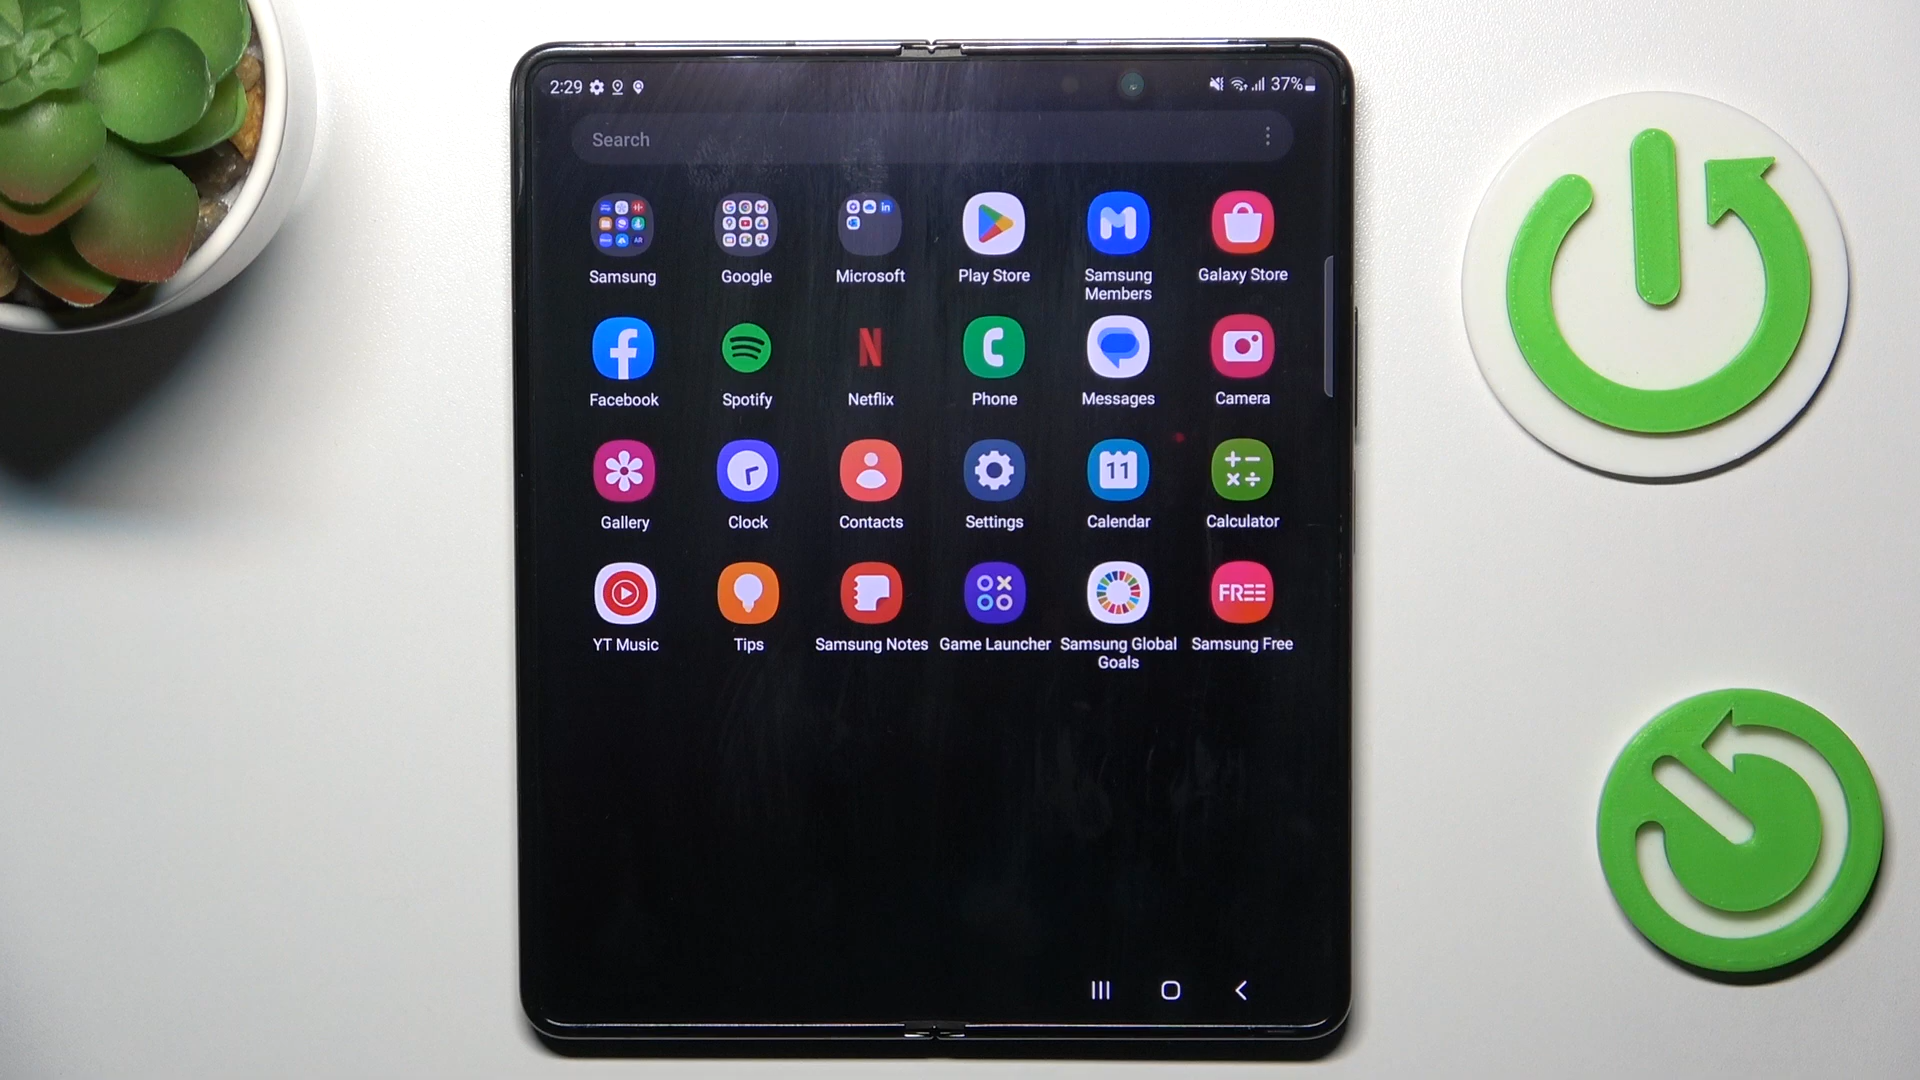 2:29
37%
Search
Samsung
Google
Microsoft
Play Store
Samsung
Members
Galaxy Store
Facebook
Spotify
N
Netflix
Phone
Messages
Camera
Gallery
Clock
Contacts
11
Settings
Calendar
Calculator
FREE
YT Music
Tips
Samsung Notes
Game Launcher
Samsung Global
Goals
Samsung Free